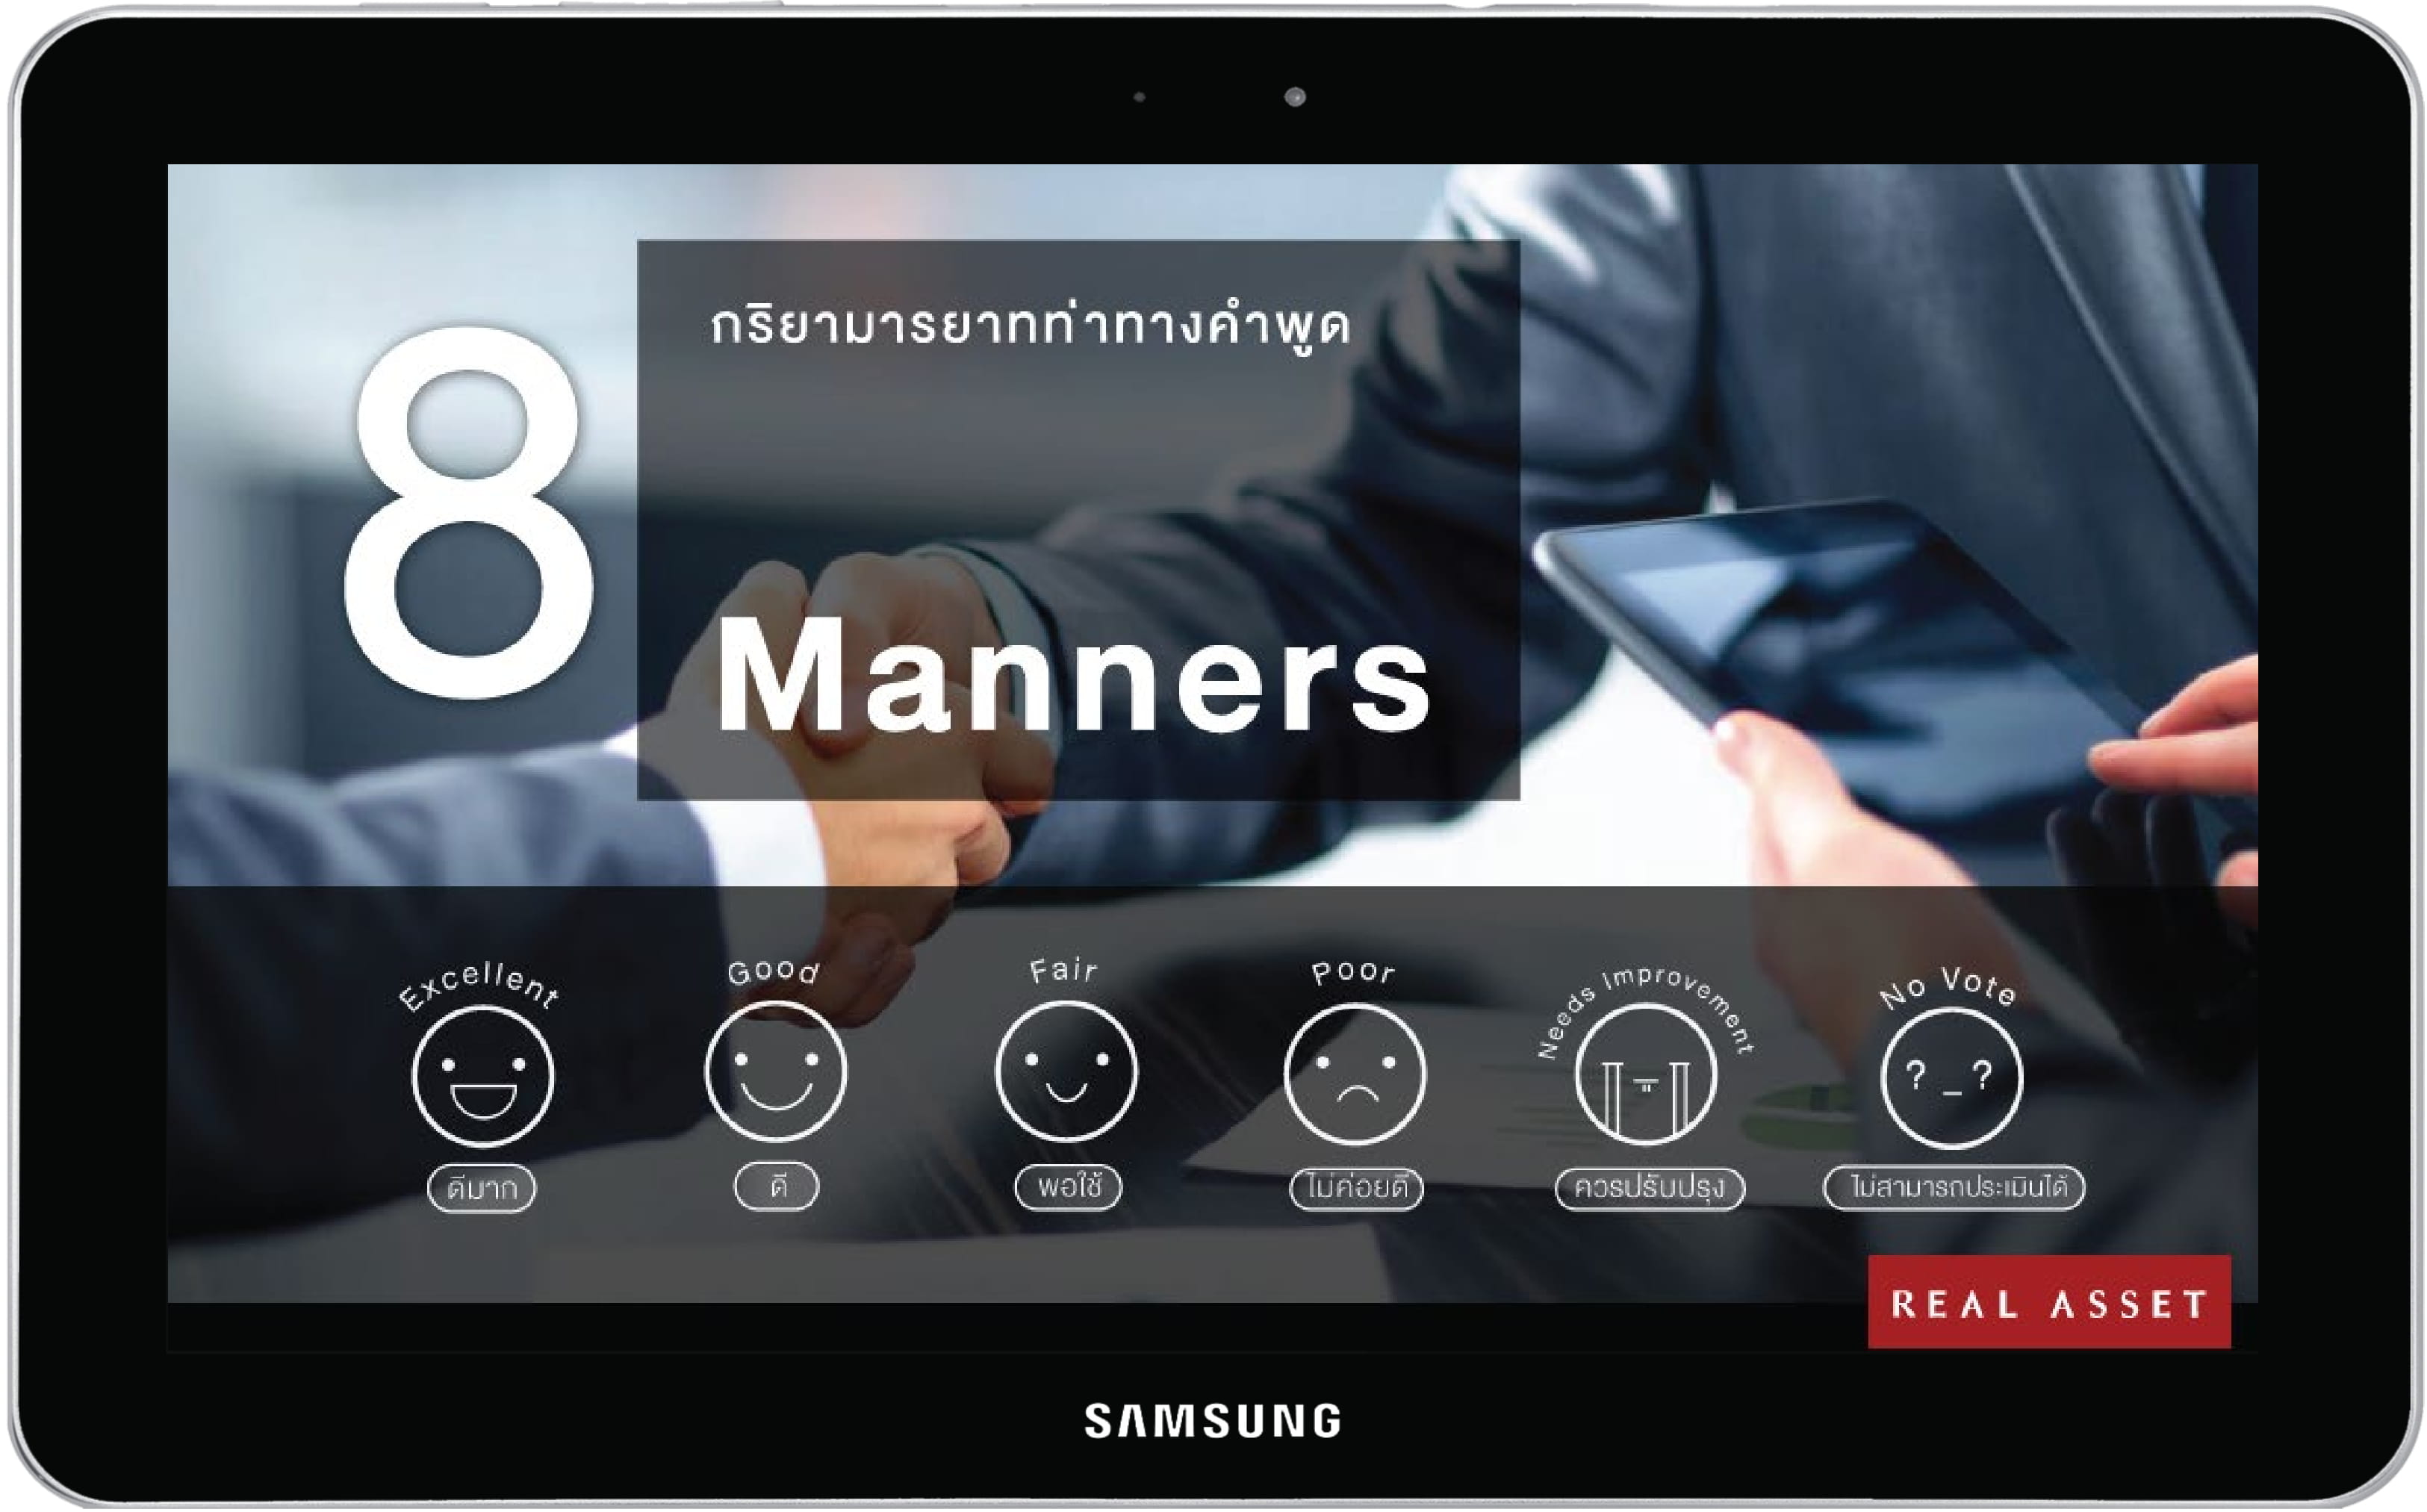 8
กริยามารยาทท่าทางคำพูด
Manners
Excellent
Good
Fair
Poor
Needs Improvement
No Vote
? _ ?
ดีมาก
ดี
พอใช้
ไม่ค่อยดี
ควรปรับปรุง
ไม่สามารถประเมินได้
REAL ASSET
SAMSUNG